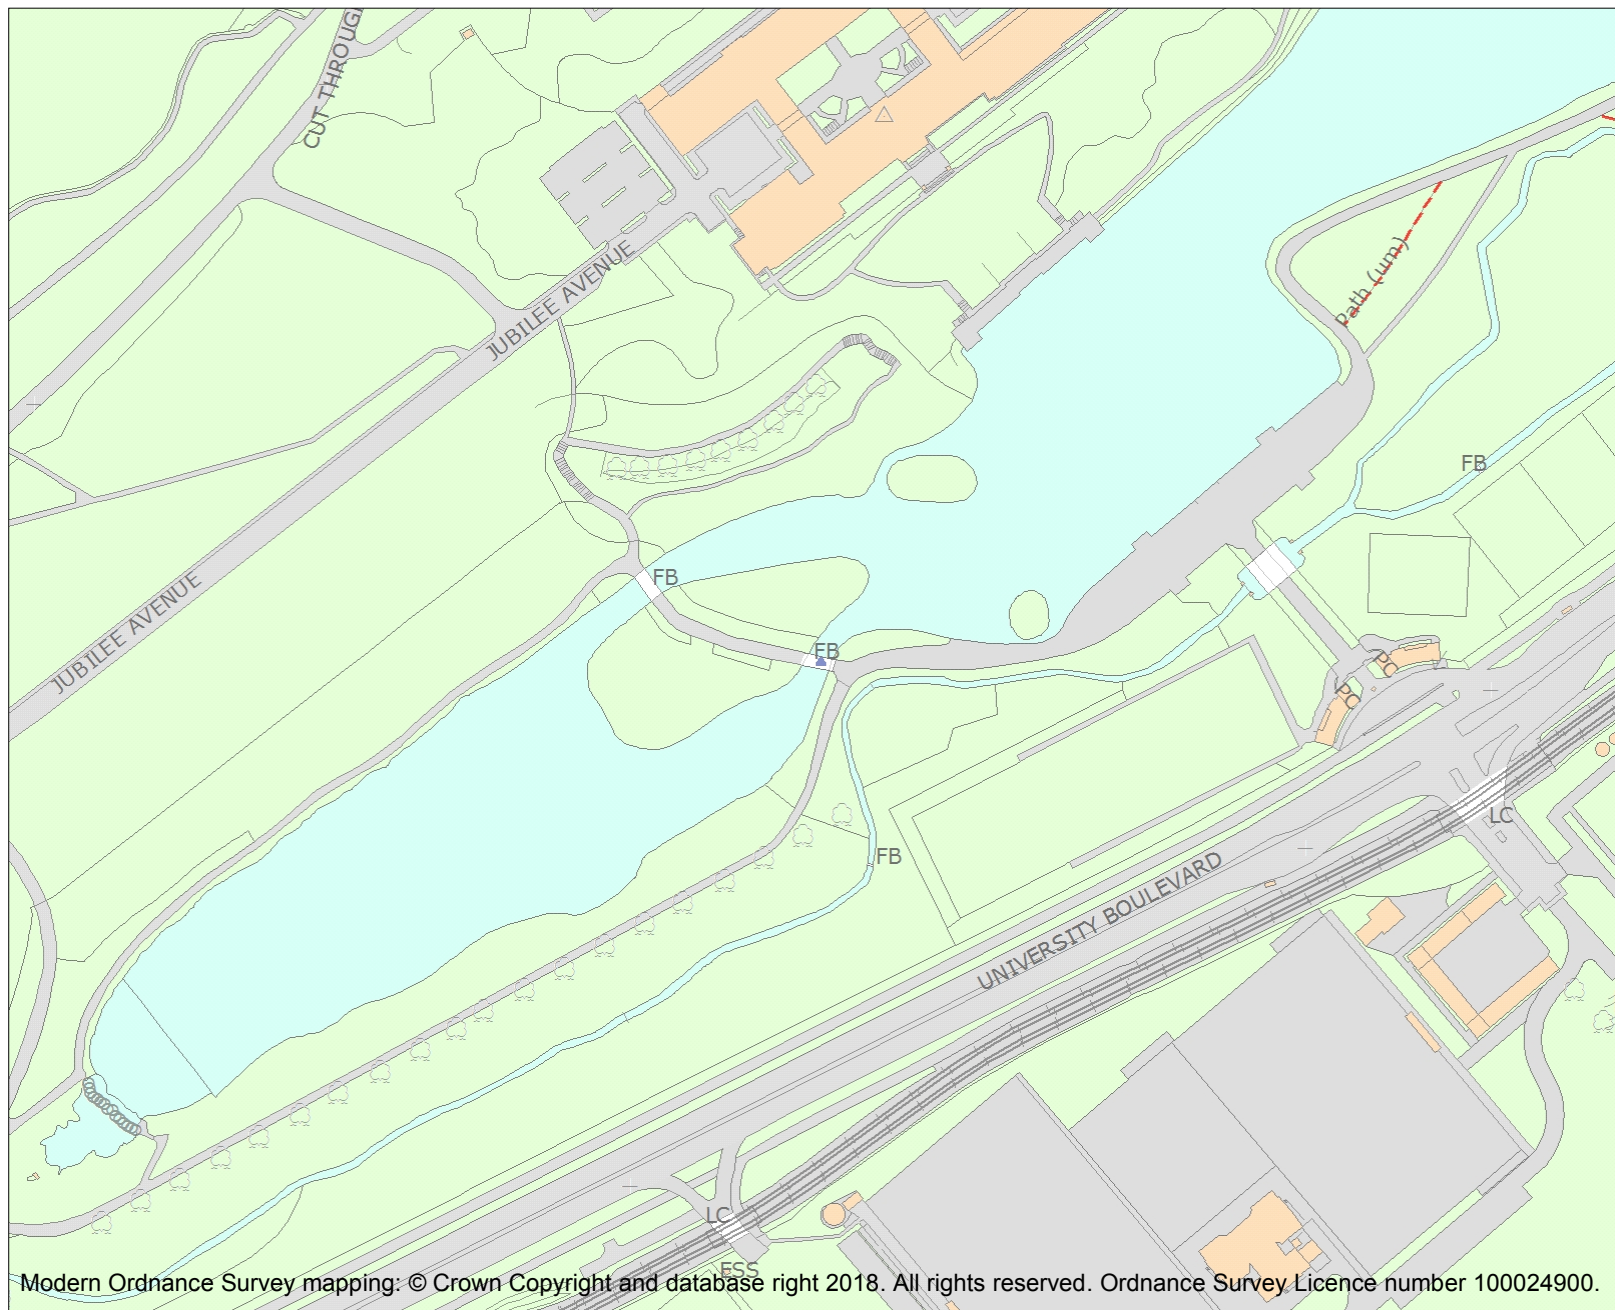 CUT THROUGH
JUBILEE AVENUE
Path (um)
FB
FB
JUBILEE AVENUE
FB
PC
PC
LC
FB
UNIVERSITY BOULEVARD
LC
ESS
Modern Ordnance Survey mapping: © Crown Copyright and database right 2018. All rights reserved. Ordnance Survey Licence number 100024900.